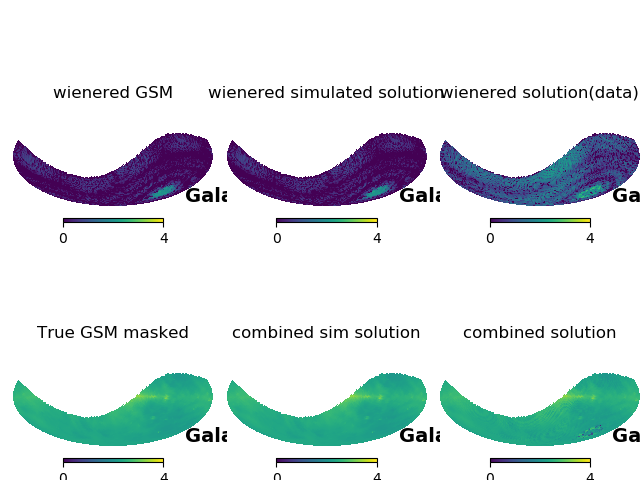 wienered GSM
wienered simulated solution
wienered solution(data)
Gala
Gala
Ga
0 4
0 4
0 4
True GSM masked
combined sim solution
combined solution
Gala
Gala
Ga
0 4
0 4
0 4